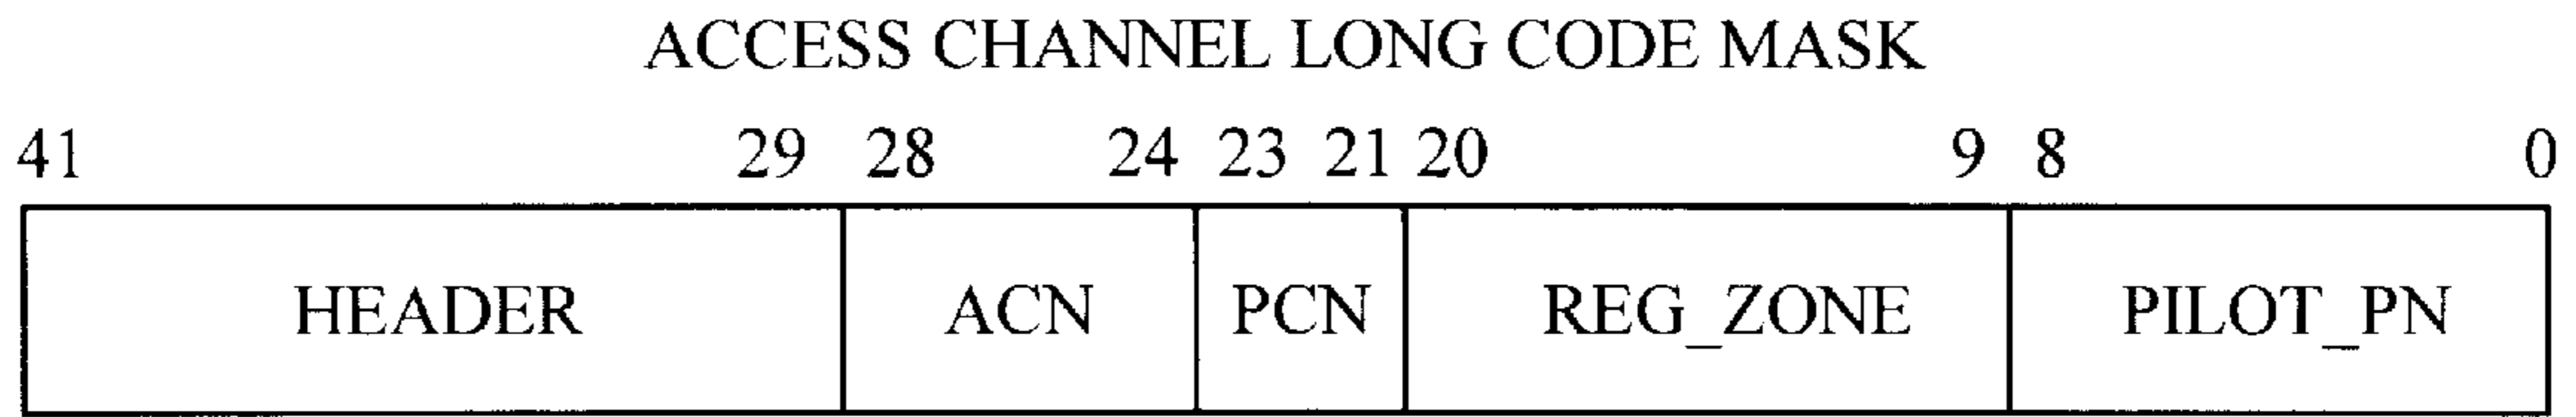 ACCESS CHANNEL LONG CODE MASK
41 29 28 24 23 21 20 9 8 0
HEADER ACN PCN REG_ZONE PILOT_PN